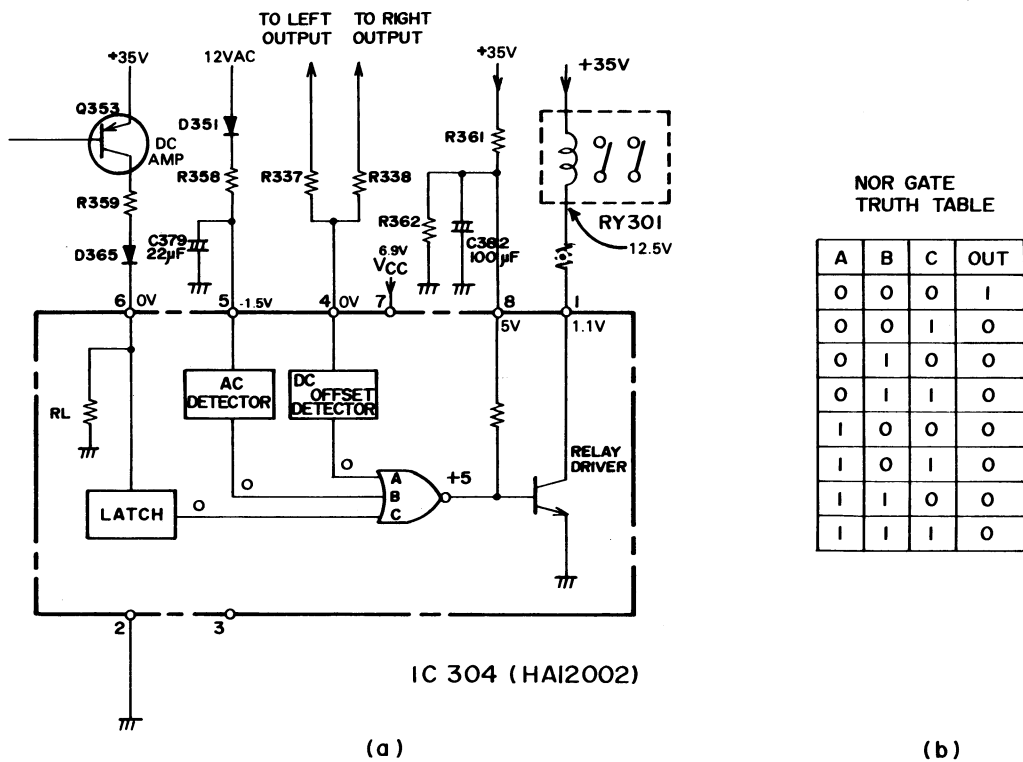 TO LEFT
OUTPUT
TO RIGHT
OUTPUT
+35V
12VAC
+35V
+35V
Q353
DC
AMP
D351
R361
R359
R358
R337
R338
R362
RY301
12.5V
D365
C379
22μF
6.9V
VCC
C382
100μF
6
0V
5
-1.5V
4
0V
7
8
5V
1
1.1V
RL
AC
DETECTOR
DC
OFFSET
DETECTOR
RELAY
DRIVER
LATCH
0
0
0
A
B
C
+5
2
3
IC 304 (HA12002)
(a)
NOR GATE
TRUTH TABLE
A B C OUT
0 0 0 1
0 0 1 0
0 1 0 0
0 1 1 0
1 0 0 0
1 0 1 0
1 1 0 0
1 1 1 0
(b)